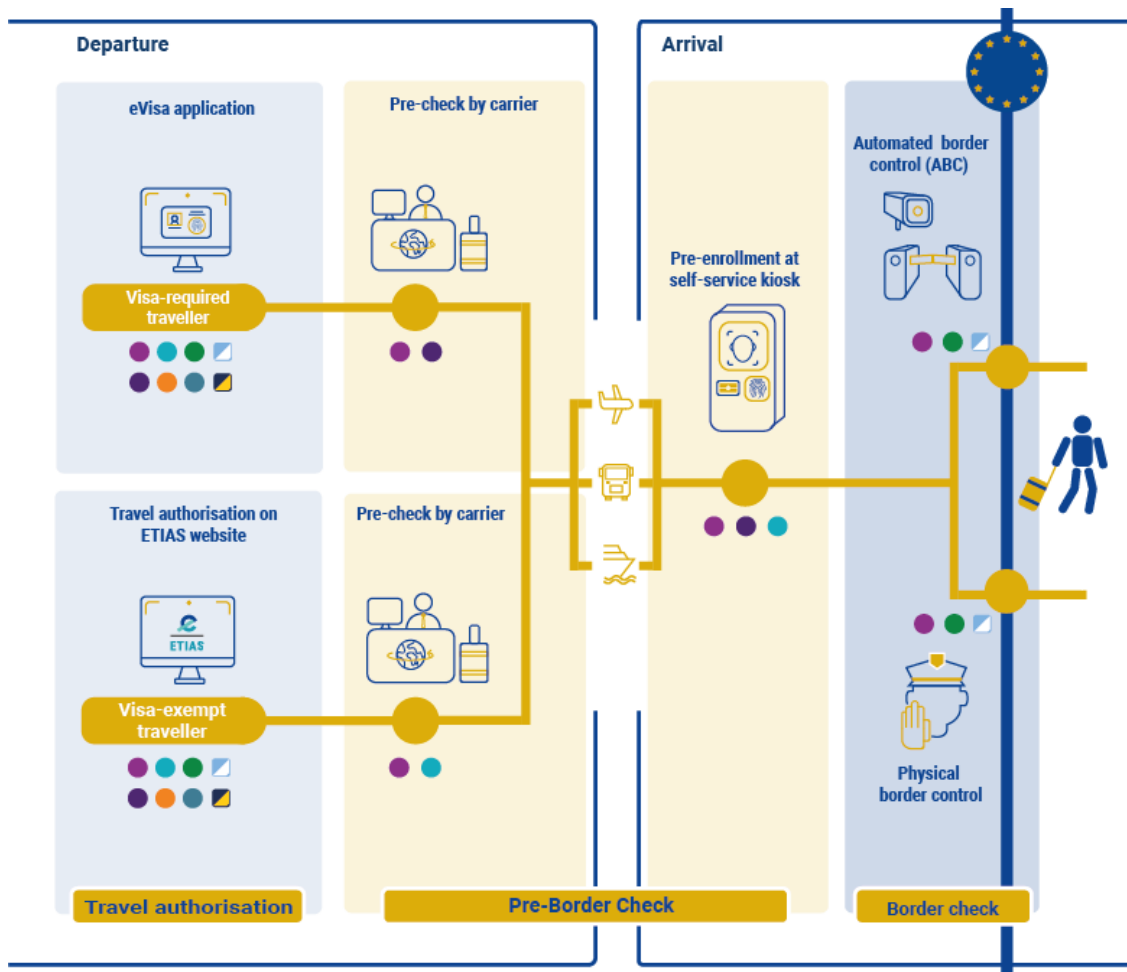 Departure
Arrival
eVisa application
Pre-check by carrier
Automated border
control (ABC)
Pre-enrollment at
self-service kiosk
Visa-required
traveller
Travel authorisation on
ETIAS website
Pre-check by carrier
ETIAS
Visa-exempt
traveller
Physical
border control
Travel authorisation
Pre-Border Check
Border check